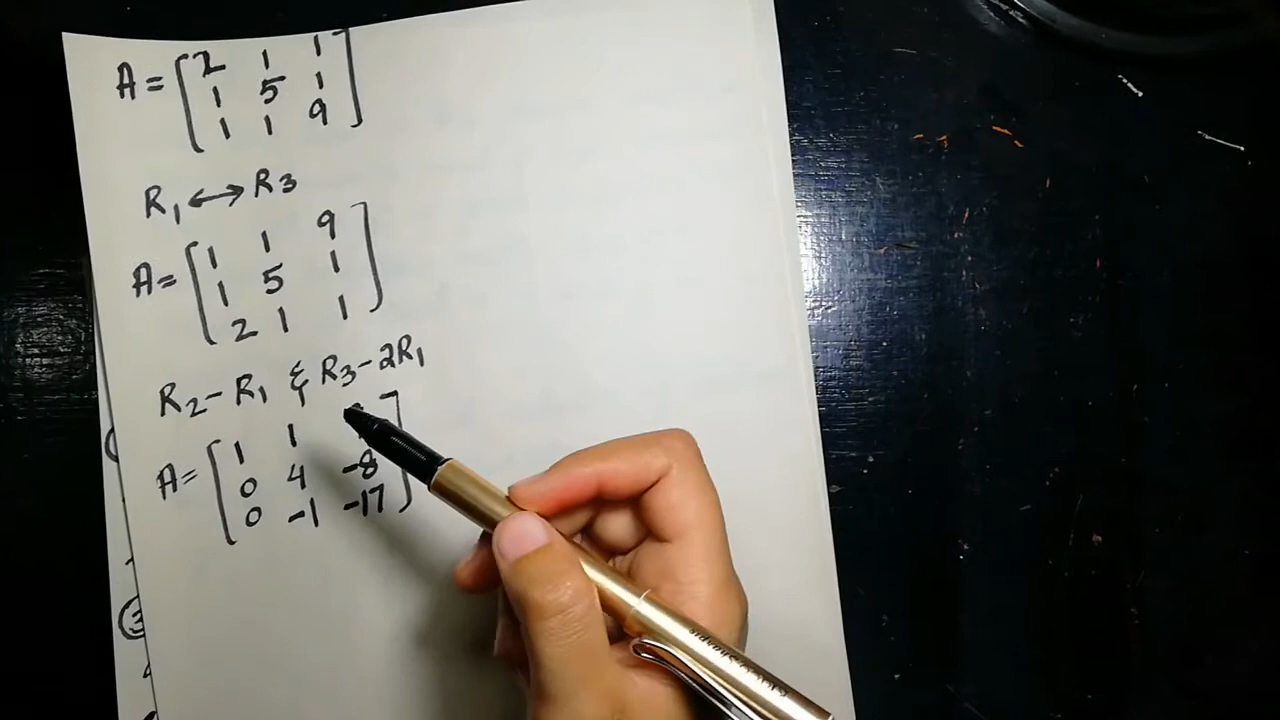 A = [ 2 1 1
1 5 1
1 1 9 ]
R₁ ↔ R₃
A = [ 1 1 9
1 5 1
2 1 1 ]
R₂ - R₁ & R₃ - 2R₁
A = [ 1 1
0 4 -8
0 -1 -17 ]
3